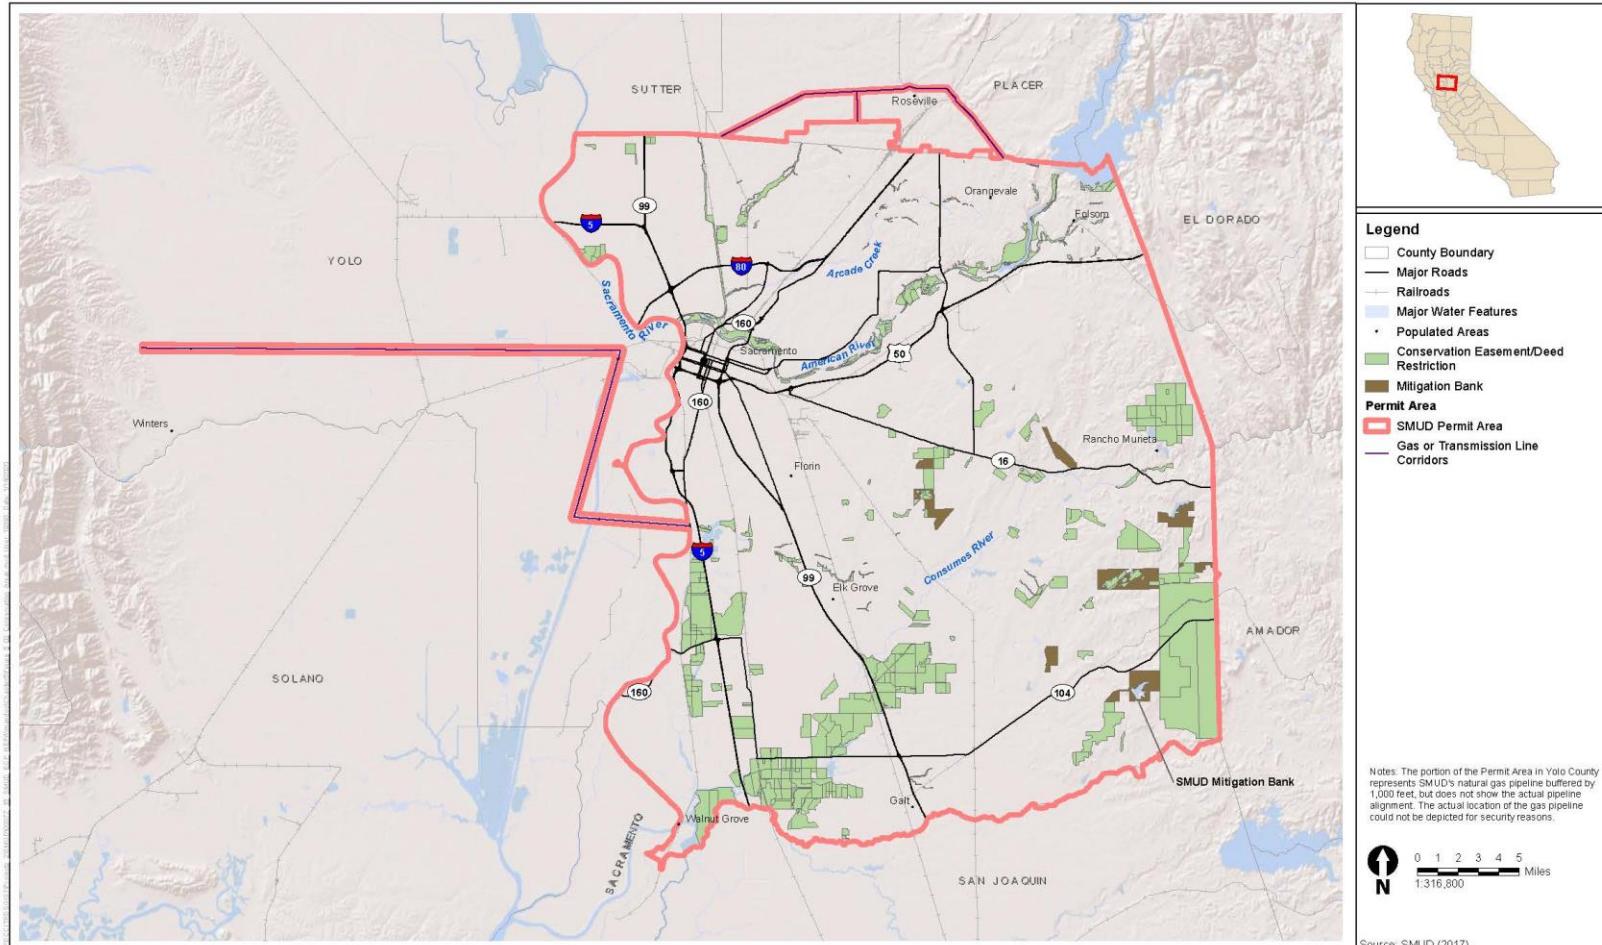 SUTTER
PLACER
Roseville
Orangevale
Folsom
EL DORADO
99
5
YOLO
80
Arcade Creek
Sacramento
River
160
Sacramento
American River
50
160
Winters
Rancho Murieta
Florin
16
5
Consumes River
99
Elk Grove
AMADOR
SOLANO
160
104
SMUD Mitigation Bank
Galt
Walnut Grove
SACRAMENTO
SAN JOAQUIN
Legend
County Boundary
Major Roads
Railroads
Major Water Features
Populated Areas
Conservation Easement/Deed
Restriction
Mitigation Bank
Permit Area
SMUD Permit Area
Gas or Transmission Line
Corridors
Notes: The portion of the Permit Area in Yolo County
represents SMUD's natural gas pipeline buffered by
1,000 feet, but does not show the actual pipeline
alignment. The actual location of the gas pipeline
could not be depicted for security reasons.
0 1 2 3 4 5
Miles
1:316,800
N
Source: SMUD (2017)